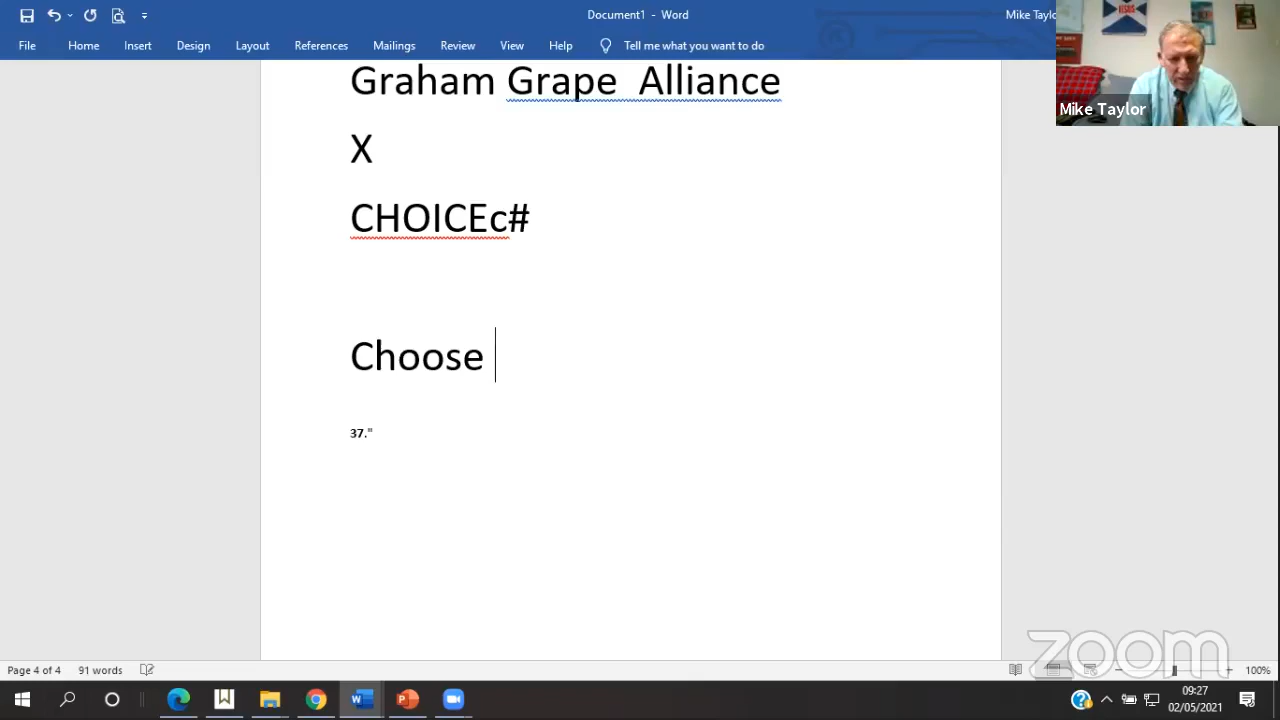 Document1 - Word
Mike Taylo
File Home Insert Design Layout References Mailings Review View Help Tell me what you want to do
Mike Taylor
Graham Grape Alliance
X
CHOICEc#
Choose
37."
zoom
Page 4 of 4 91 words 100%
09:27
02/05/2021